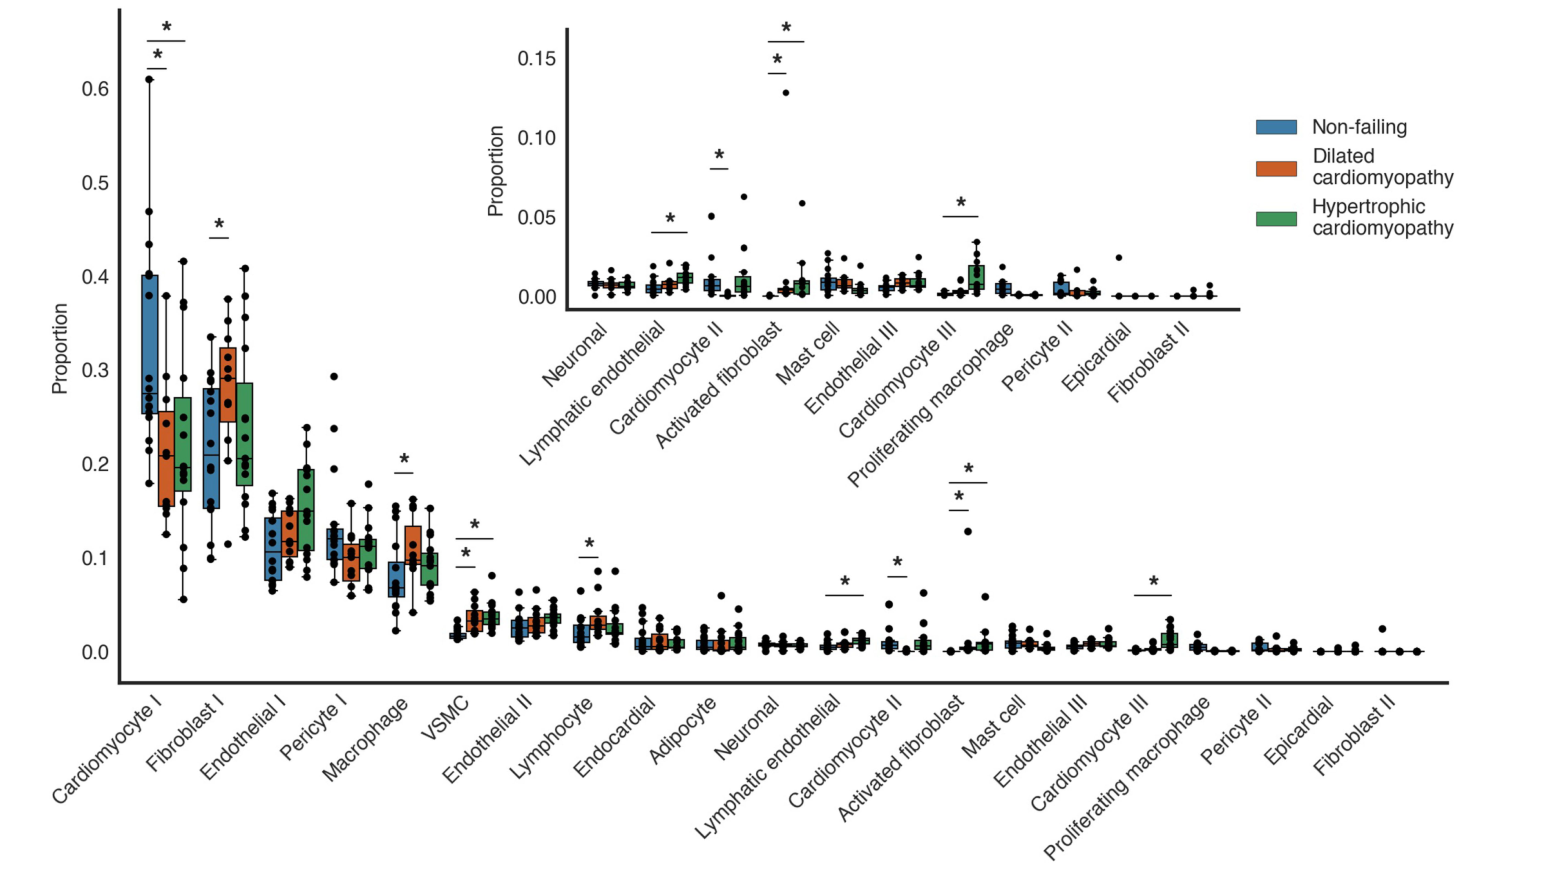 *
*
0.6
0.5
0.4
0.3
0.2
0.1
0.0
Proportion
*
*
*
*
*
*
*
*
*
*
Cardiomyocyte I
Fibroblast I
Endothelial I
Pericyte I
Macrophage
VSMC
Endothelial II
Lymphocyte
Endocardial
Adipocyte
Neuronal
Lymphatic endothelial
Cardiomyocyte II
Activated fibroblast
Mast cell
Endothelial III
Cardiomyocyte III
Proliferating macrophage
Pericyte II
Epicardial
Fibroblast II
0.15
0.10
0.05
0.00
Proportion
*
*
*
*
*
Neuronal
Lymphatic endothelial
Cardiomyocyte II
Activated fibroblast
Mast cell
Endothelial III
Cardiomyocyte III
Proliferating macrophage
Pericyte II
Epicardial
Fibroblast II
Non-failing
Dilated
cardiomyopathy
Hypertrophic
cardiomyopathy